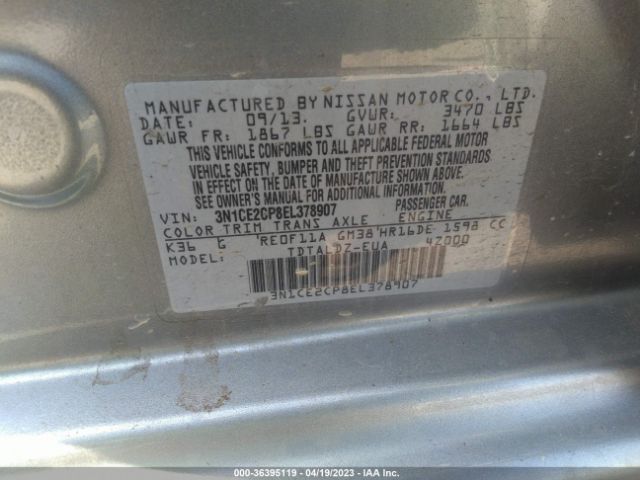 MANUFACTURED BY NISSAN MOTOR CO., LTD.
DATE: 09/13. GVWR: 3470 LBS
GAWR FR: 1867 LBS GAWR RR: 1664 LBS
THIS VEHICLE CONFORMS TO ALL APPLICABLE FEDERAL MOTOR
VEHICLE SAFETY, BUMPER AND THEFT PREVENTION STANDARDS
IN EFFECT ON THE DATE OF MANUFACTURE SHOWN ABOVE.
SEE OWNER'S MANUAL FOR ADDITIONAL INFORMATION.
VIN: 3N1CE2CP8EL378907 PASSENGER CAR.
COLOR TRIM TRANS AXLE ENGINE
K36 G RE0F11A GM38 HR16DE 1598 CC
MODEL: TDTALDZ-EUA 4Z000
3N1CE2CP8EL378907
000-36395119 - 04/19/2023 - IAA Inc.